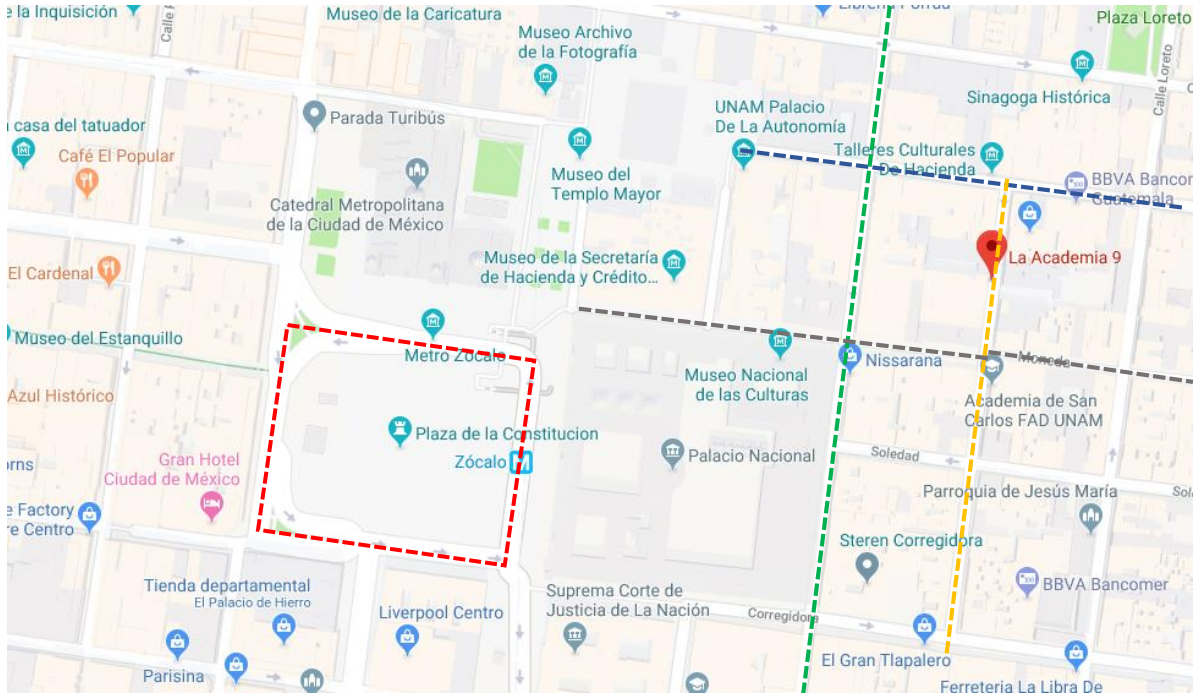 e la Inquisición
Museo de la Caricatura
Plaza Loreto
Museo Archivo
de la Fotografía
Calle Loreto
Sinagoga Histórica
Parada Turibús
UNAM Palacio
De La Autonomía
casa del tatuador
Café El Popular
Talleres Culturales
De Hacienda
Museo del
Templo Mayor
BBVA Bancomer
Guatemala
Catedral Metropolitana
de la Ciudad de México
Museo de la Secretaría
de Hacienda y Crédito...
La Academia 9
El Cardenal
Museo del Estanquillo
Metro Zócalo
Nissarana
Moneda
Museo Nacional
de las Culturas
Azul Histórico
Academia de San
Carlos FAD UNAM
Plaza de la Constitucion
Zócalo
Palacio Nacional
Soledad
Gran Hotel
Ciudad de México
orns
Parroquia de Jesús María
e Factory
re Centro
Steren Corregidora
Tienda departamental
El Palacio de Hierro
Suprema Corte de
Justicia de La Nación
BBVA Bancomer
Liverpool Centro
Corregidora
El Gran Tlapalero
Parisina
Ferreteria La Libra De